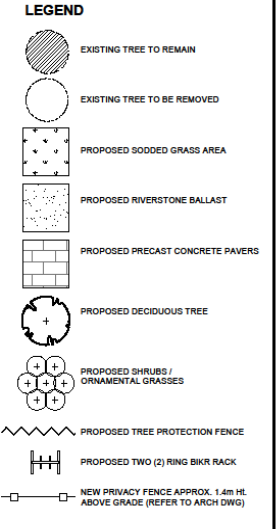 LEGEND
EXISTING TREE TO REMAIN
EXISTING TREE TO BE REMOVED
PROPOSED SODDED GRASS AREA
PROPOSED RIVERSTONE BALLAST
PROPOSED PRECAST CONCRETE PAVERS
PROPOSED DECIDUOUS TREE
PROPOSED SHRUBS /
ORNAMENTAL GRASSES
PROPOSED TREE PROTECTION FENCE
PROPOSED TWO (2) RING BIKR RACK
NEW PRIVACY FENCE APPROX. 1.4m Ht.
ABOVE GRADE (REFER TO ARCH DWG)